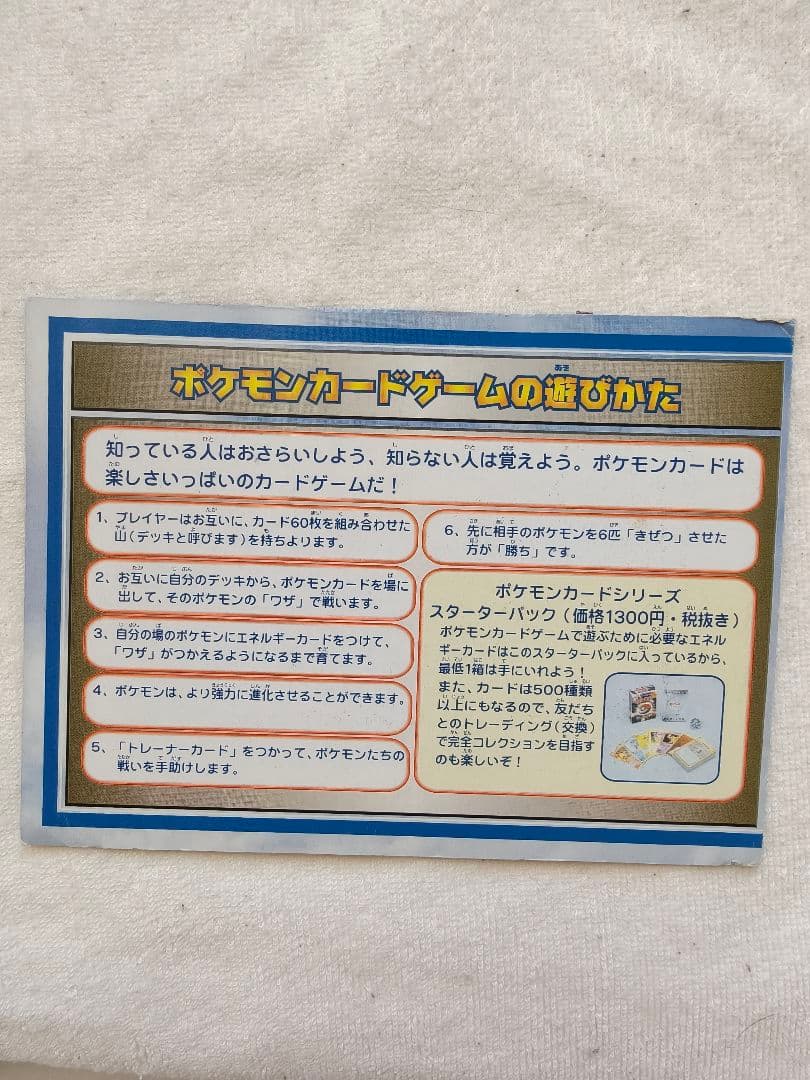 ポケモンカードゲームの遊びかた
知っている人はおさらいしよう、知らない人は覚えよう。ポケモンカードは
楽しさいっぱいのカードゲームだ！
1、プレイヤーはお互いに、カード60枚を組み合わせた
山(デッキと呼びます)を持ちよります。
2、お互いに自分のデッキから、ポケモンカードを場に
出して、そのポケモンの「ワザ」で戦います。
3、自分の場のポケモンにエネルギーカードをつけて、
「ワザ」がつかえるようになるまで育てます。
4、ポケモンは、より強力に進化させることができます。
5、「トレーナーカード」をつかって、ポケモンたちの
戦いを手助けします。
6、先に相手のポケモンを6匹「きぜつ」させた
方が「勝ち」です。
ポケモンカードシリーズ
スターターパック(価格1300円・税抜き)
ポケモンカードゲームで遊ぶために必要なエネル
ギーカードはこのスターターパックに入っているから、
最低1箱は手にいれよう！
また、カードは500種類
以上にもなるので、友だち
とのトレーディング(交換)
で完全コレクションを目指す
のも楽しいぞ！